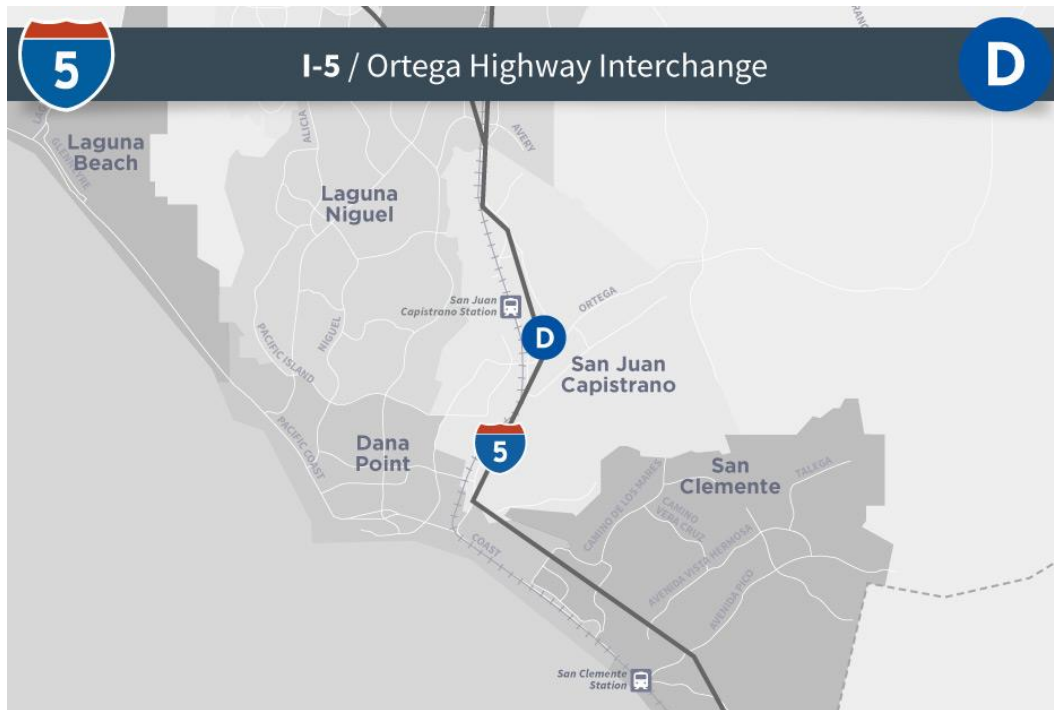 5
I-5 / Ortega Highway Interchange
D
Laguna
Beach
GLENNEYRE
ALICIA
AVERY
Laguna
Niguel
San Juan
Capistrano Station
ORTEGA
D
PACIFIC ISLAND
NIGUEL
San Juan
Capistrano
PACIFIC COAST
Dana
Point
5
San
Clemente
TALEGA
CAMINO DE LOS MARES
CAMINO
VERA CRUZ
COAST
AVENIDA VISTA HERMOSA
AVENIDA PICO
San Clemente
Station